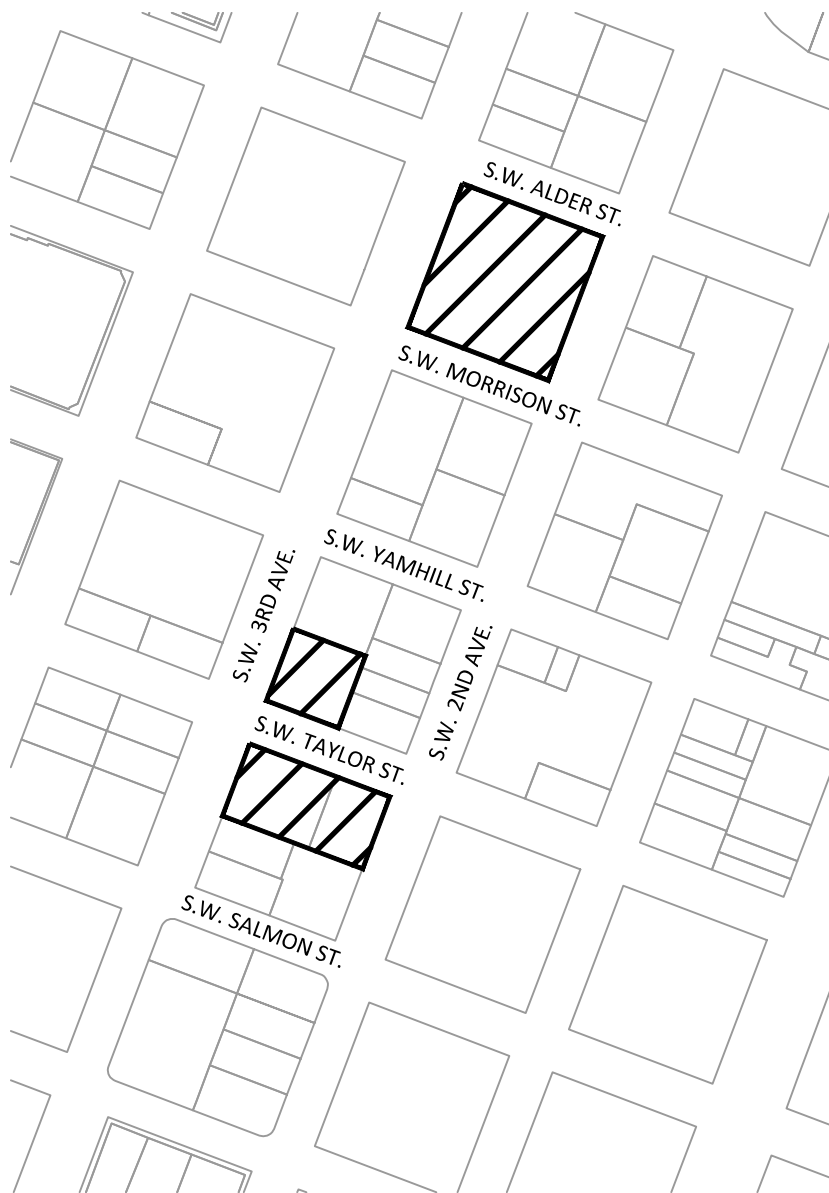 S.W. ALDER ST.
S.W. MORRISON ST.
S.W. YAMHILL ST.
S.W. 3RD AVE.
S.W. 2ND AVE.
S.W. TAYLOR ST.
S.W. SALMON ST.